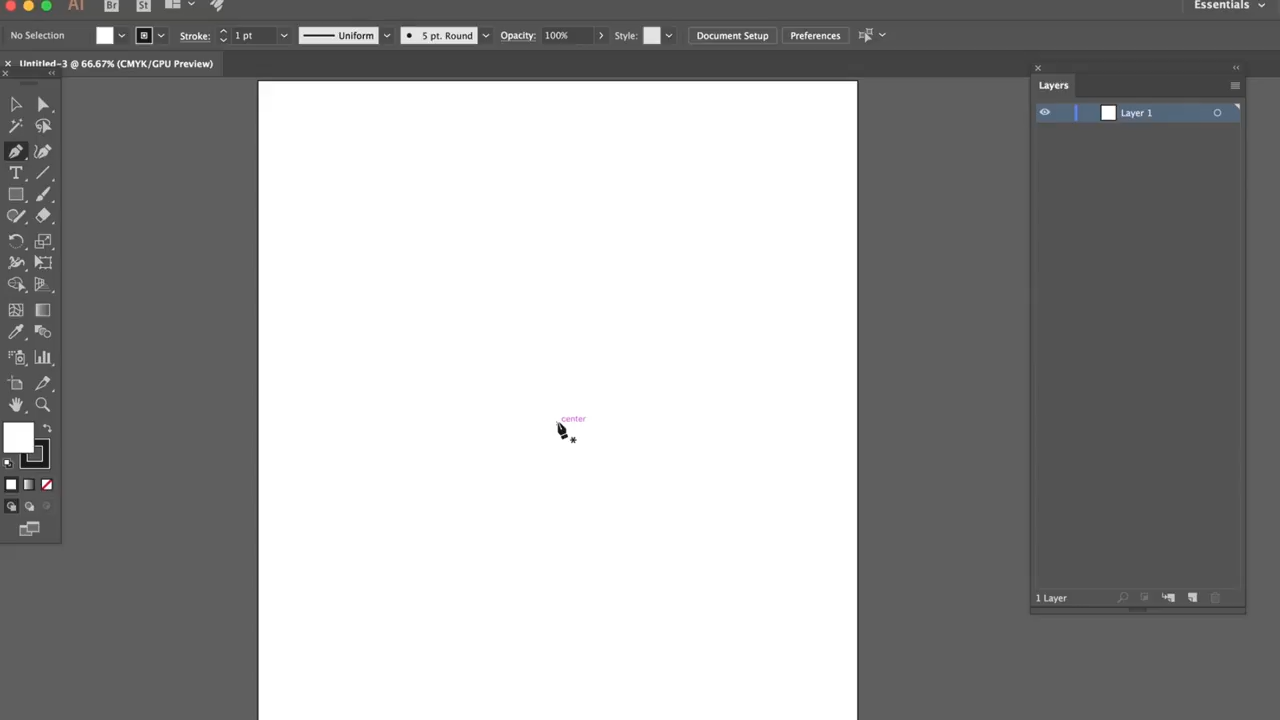 Ai Br St Essentials
No Selection Stroke: 1 pt Uniform 5 pt. Round Opacity: 100% Style: Document Setup Preferences
Untitled-3 @ 66.67% (CMYK/GPU Preview)
Layers
Layer 1
center
1 Layer